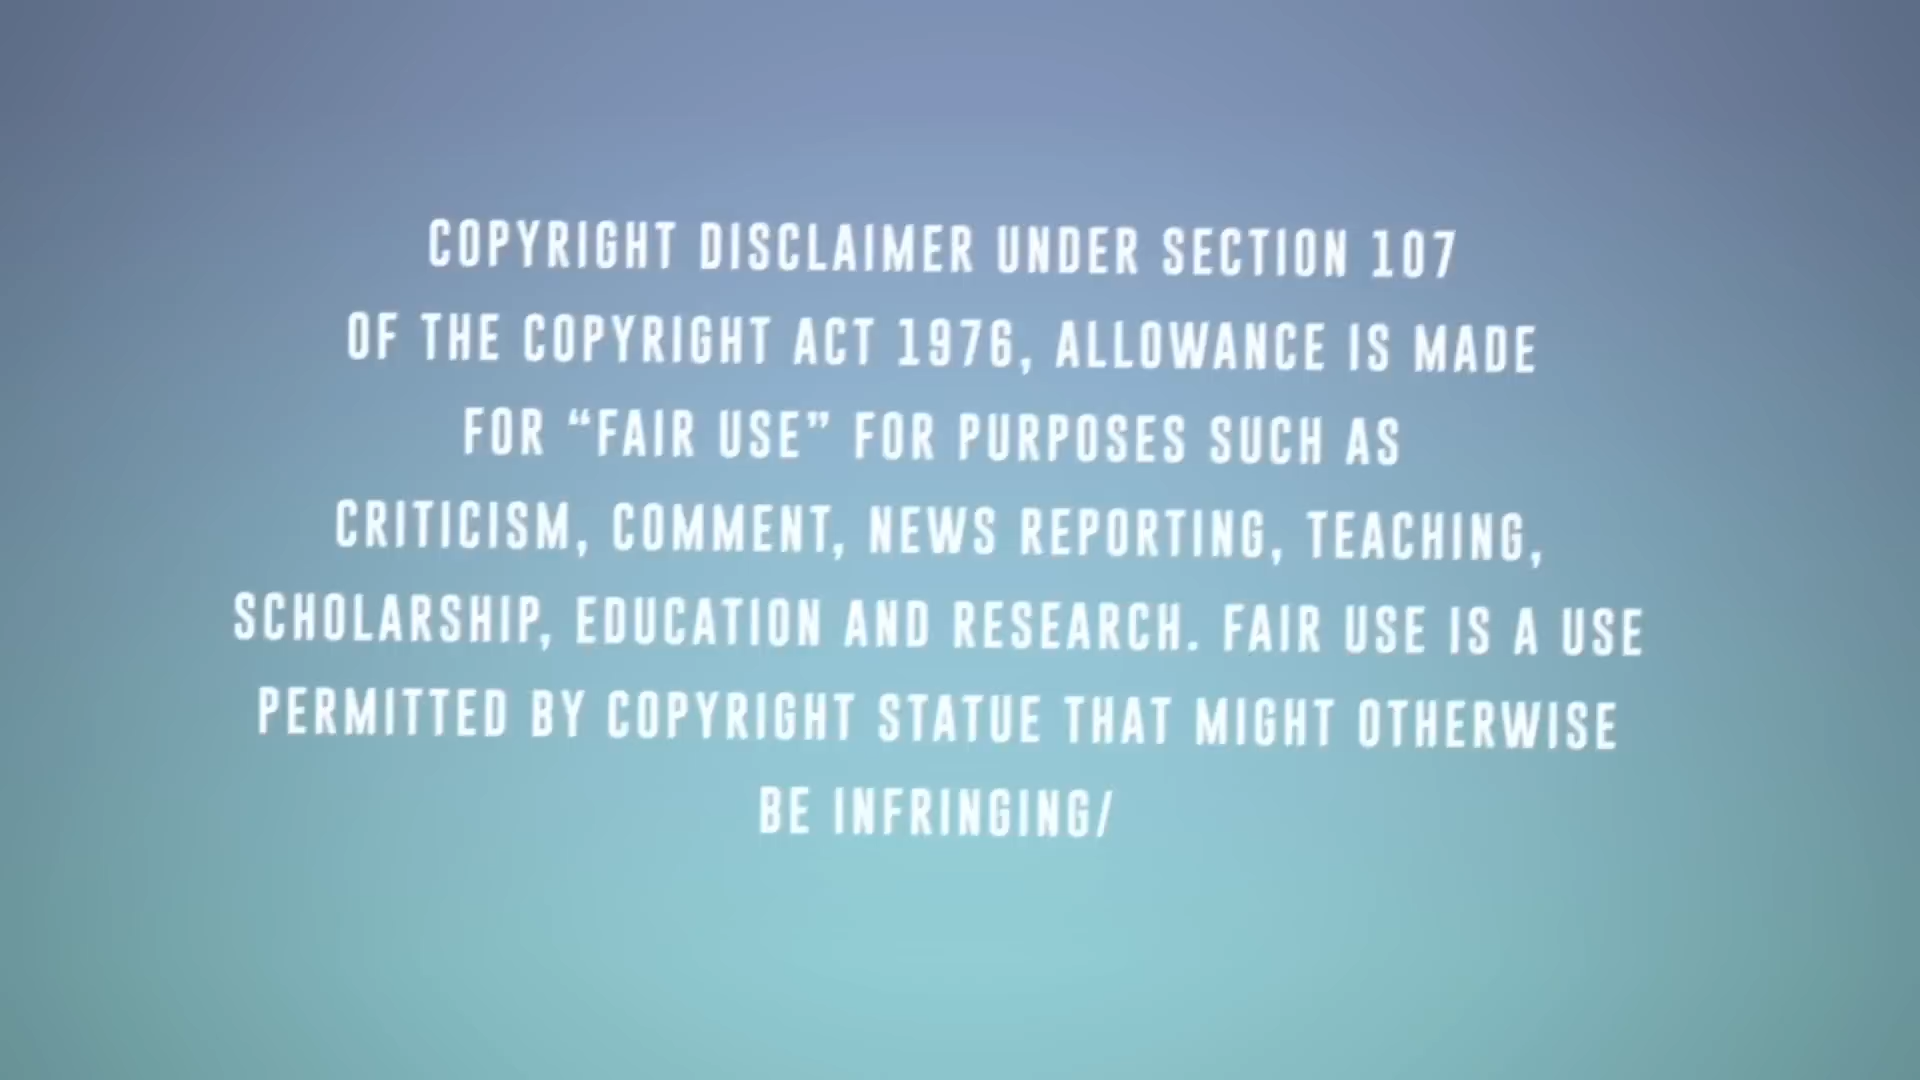 COPYRIGHT DISCLAIMER UNDER SECTION 107
OF THE COPYRIGHT ACT 1976, ALLOWANCE IS MADE
FOR “FAIR USE” FOR PURPOSES SUCH AS
CRITICISM, COMMENT, NEWS REPORTING, TEACHING,
SCHOLARSHIP, EDUCATION AND RESEARCH. FAIR USE IS A USE
PERMITTED BY COPYRIGHT STATUE THAT MIGHT OTHERWISE
BE INFRINGING/